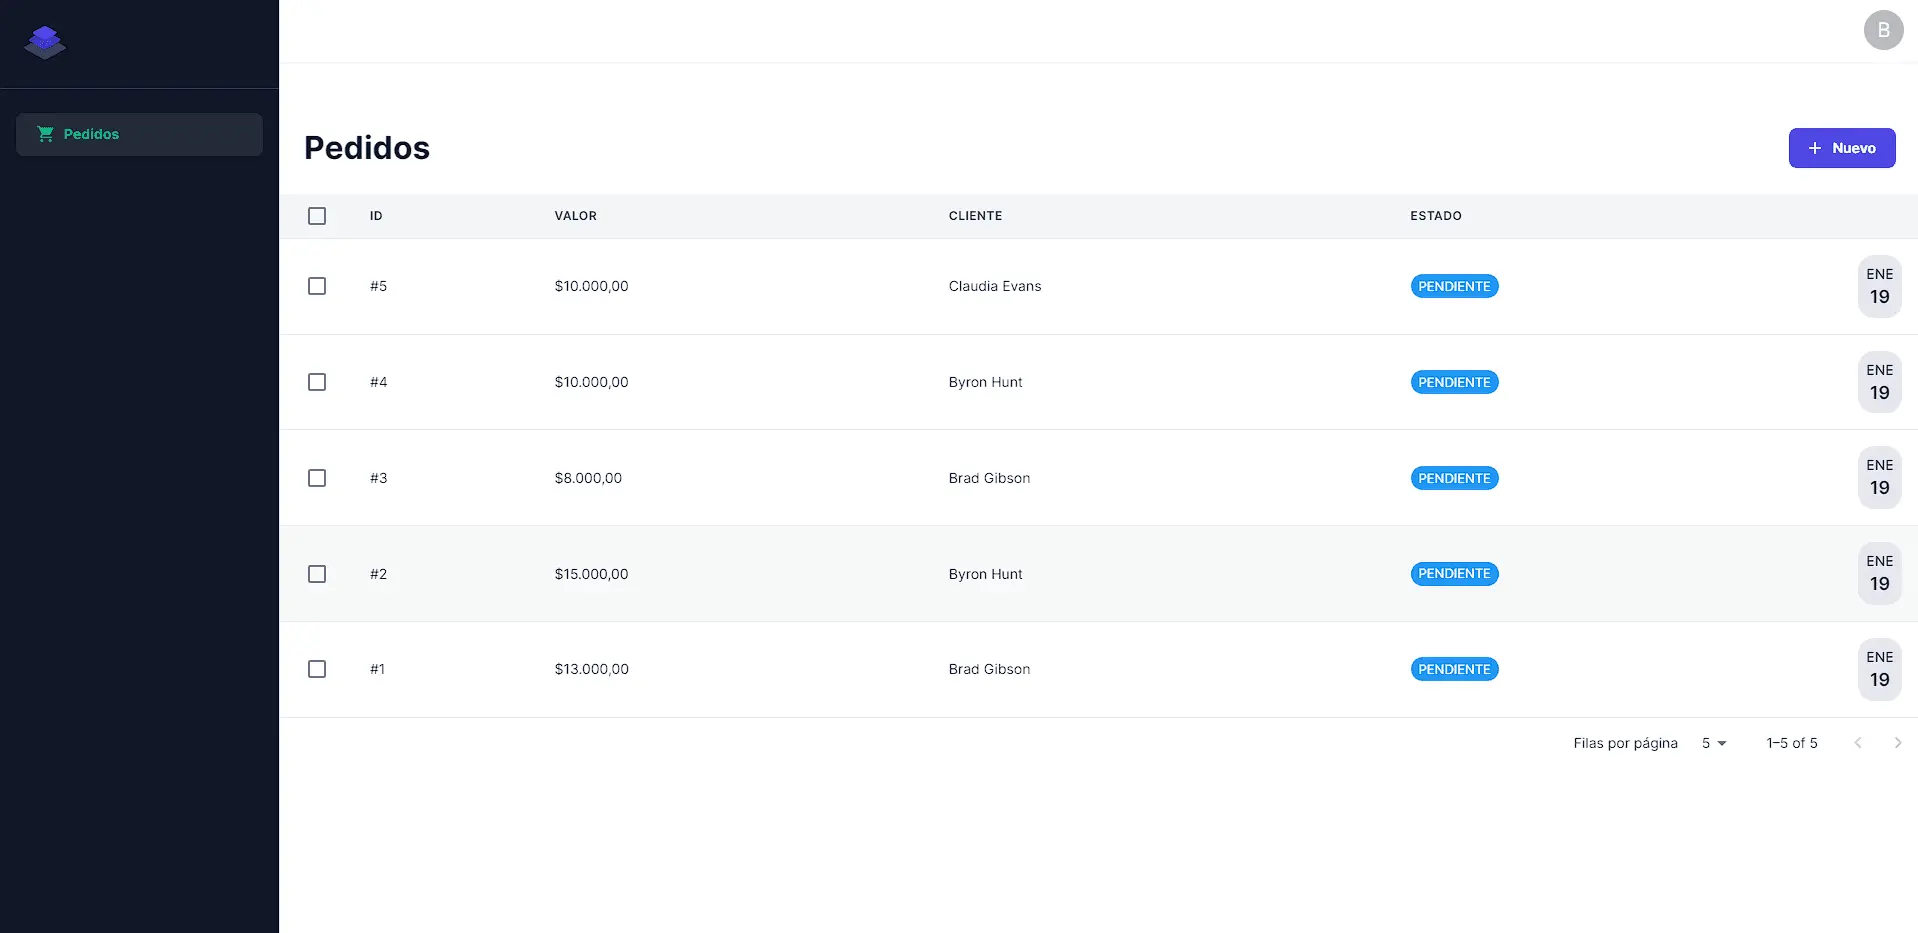 B
Pedidos
Pedidos
+ Nuevo
ID VALOR CLIENTE ESTADO
#5 $10.000,00 Claudia Evans PENDIENTE ENE 19
#4 $10.000,00 Byron Hunt PENDIENTE ENE 19
#3 $8.000,00 Brad Gibson PENDIENTE ENE 19
#2 $15.000,00 Byron Hunt PENDIENTE ENE 19
#1 $13.000,00 Brad Gibson PENDIENTE ENE 19
Filas por página 5 1–5 of 5